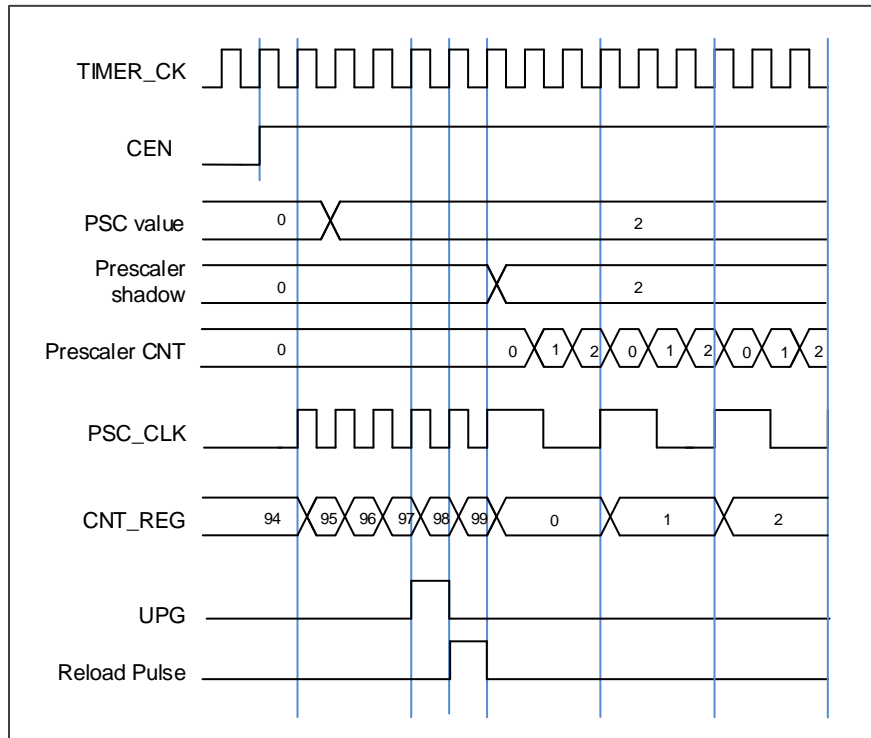 TIMER_CK
CEN
PSC value 0 2
Prescaler
shadow 0 2
Prescaler CNT 0 0 1 2 0 1 2 0 1 2
PSC_CLK
CNT_REG 94 95 96 97 98 99 0 1 2
UPG
Reload Pulse